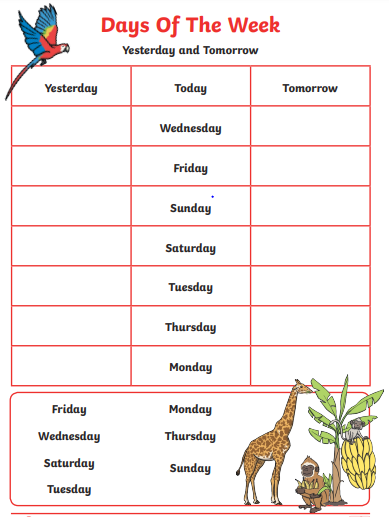 Days Of The Week
Yesterday and Tomorrow
Yesterday Today Tomorrow
Wednesday
Friday
Sunday
Saturday
Tuesday
Thursday
Monday
Friday Monday
Wednesday Thursday
Saturday Sunday
Tuesday